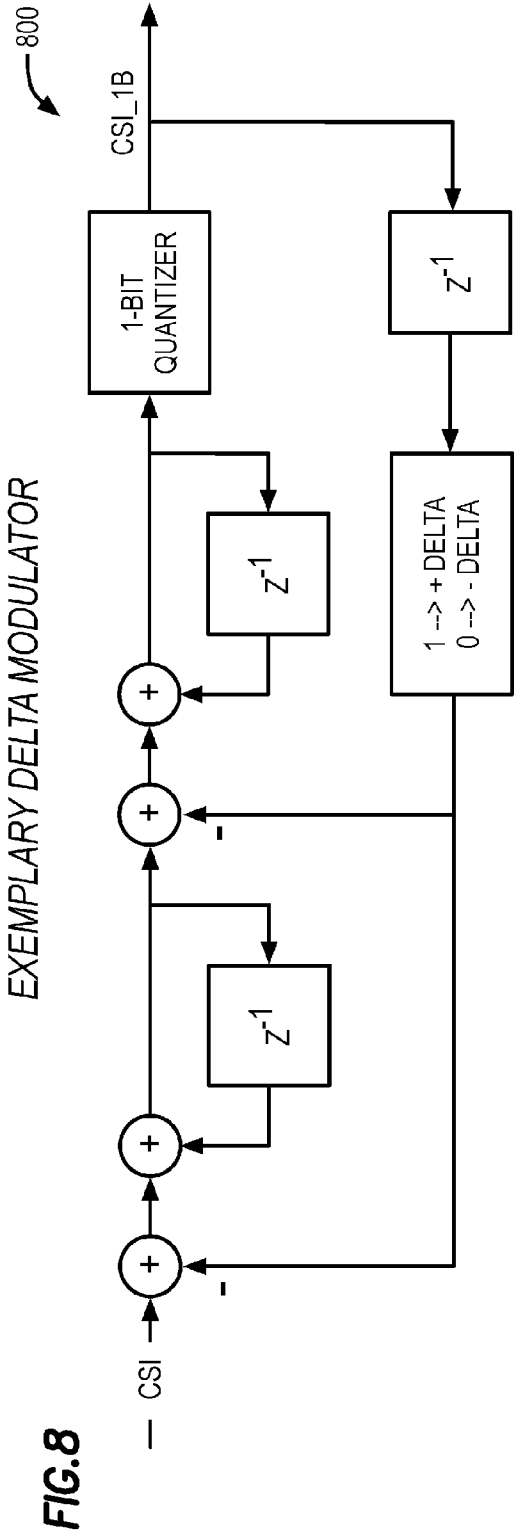 FIG.8
EXEMPLARY DELTA MODULATOR
800
CSI
+
+
+
+
-
-
Z-1
Z-1
1-BIT
QUANTIZER
CSI_1B
Z-1
1 --> + DELTA
0 --> - DELTA